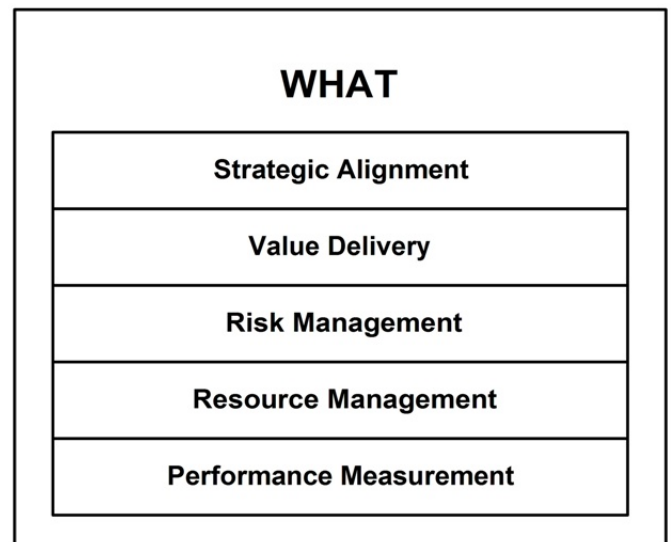 WHAT
Strategic Alignment
Value Delivery
Risk Management
Resource Management
Performance Measurement